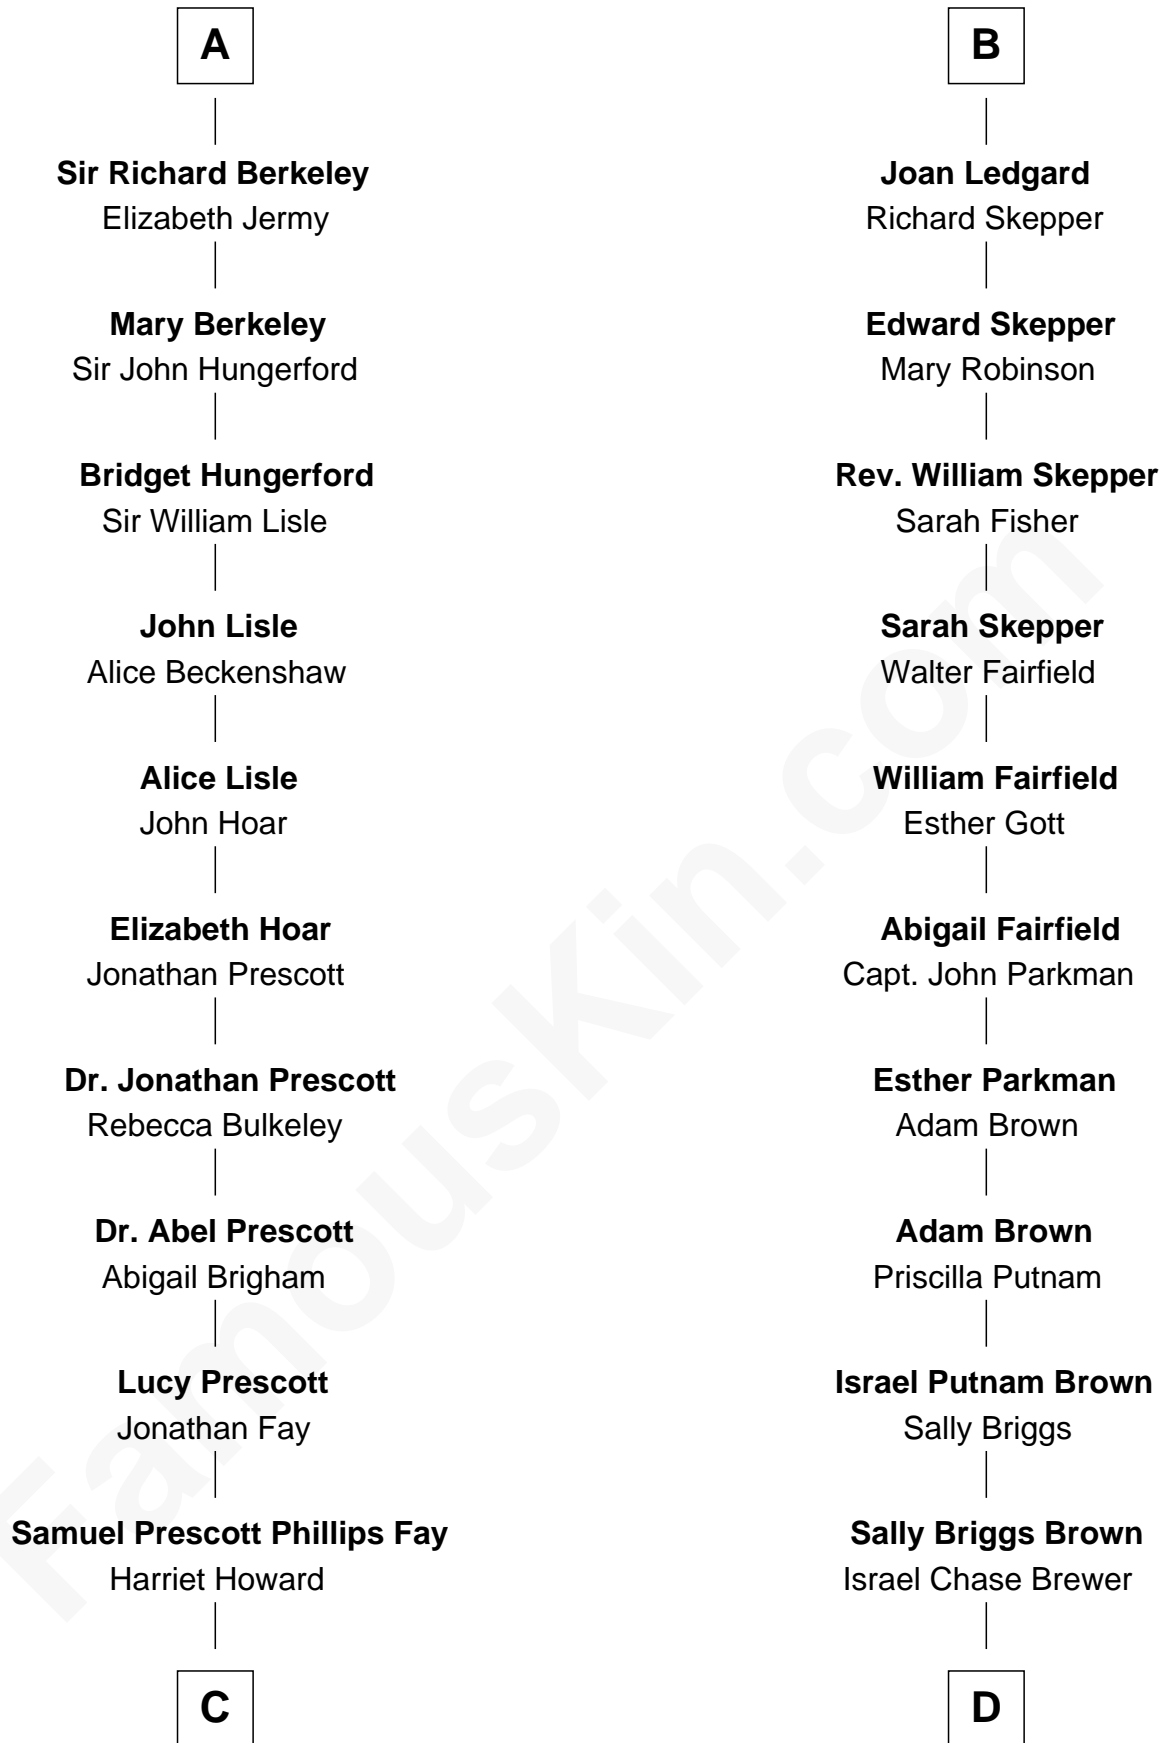 A
Sir Richard Berkeley
Elizabeth Jermy
Mary Berkeley
Sir John Hungerford
Bridget Hungerford
Sir William Lisle
John Lisle
Alice Beckenshaw
Alice Lisle
John Hoar
Elizabeth Hoar
Jonathan Prescott
Dr. Jonathan Prescott
Rebecca Bulkeley
Dr. Abel Prescott
Abigail Brigham
Lucy Prescott
Jonathan Fay
Samuel Prescott Phillips Fay
Harriet Howard
C
B
Joan Ledgard
Richard Skepper
Edward Skepper
Mary Robinson
Rev. William Skepper
Sarah Fisher
Sarah Skepper
Walter Fairfield
William Fairfield
Esther Gott
Abigail Fairfield
Capt. John Parkman
Esther Parkman
Adam Brown
Adam Brown
Priscilla Putnam
Israel Putnam Brown
Sally Briggs
Sally Briggs Brown
Israel Chase Brewer
D
FamousKin.com